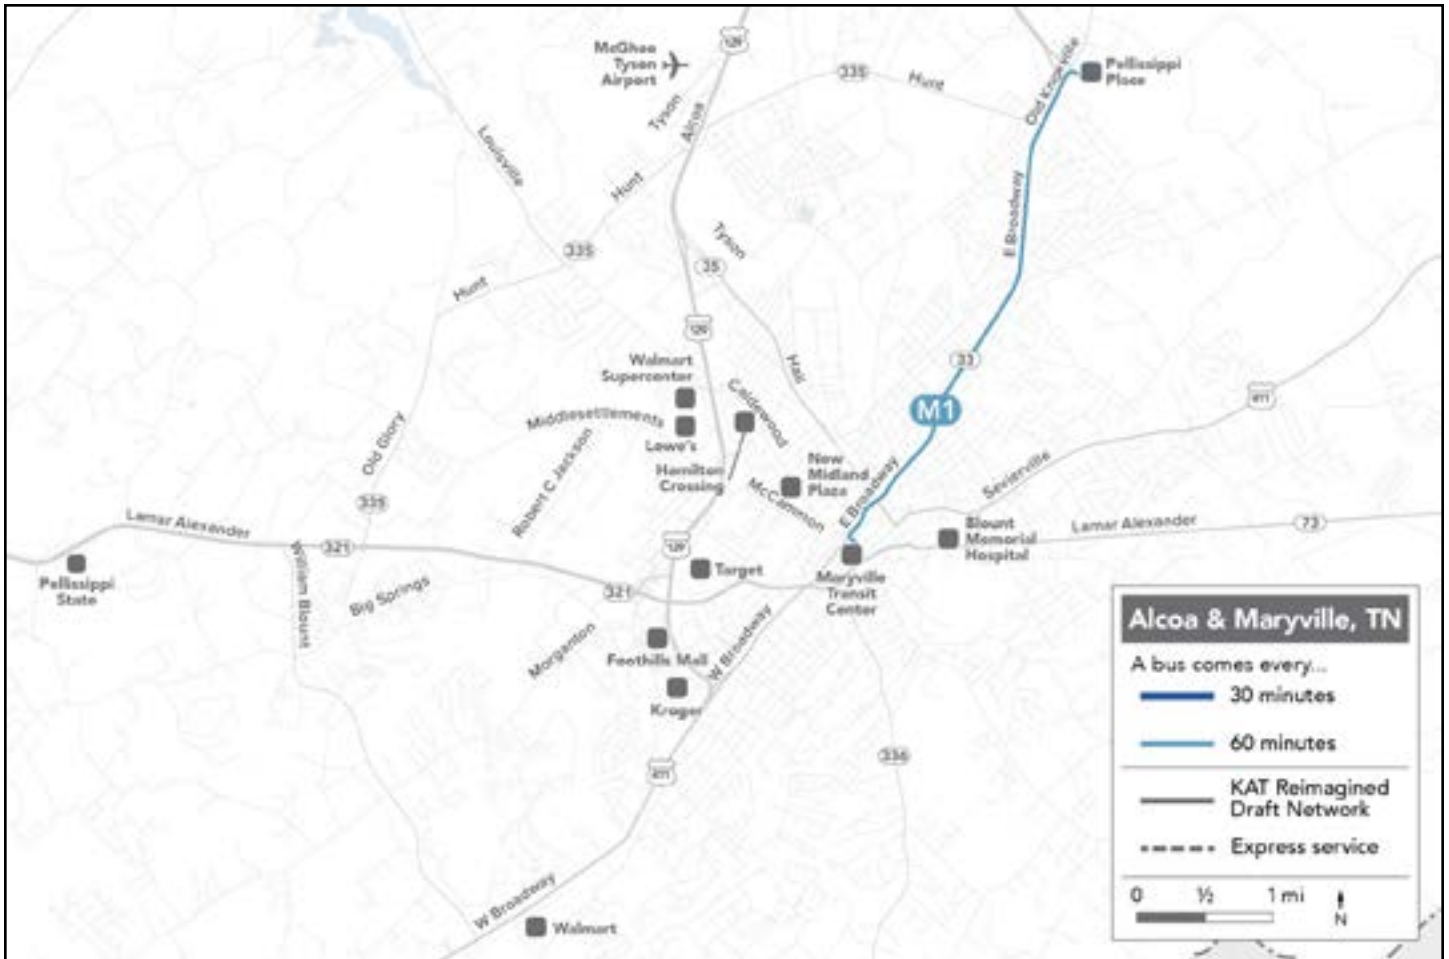 129
McGhee
Tyson
Airport
Tyson
Alcoa
335
Hunt
Old Knoxville
Pellissippi
Place
Louisville
Hunt
E Broadway
335
Tyson
35
Hunt
129
33
Hall
Walmart
Supercenter
Calderwood
411
M1
Middlesettlements
Lowe's
Old Glory
Robert C Jackson
Hamilton
Crossing
New
Midland
Plaza
McCammon
E Broadway
Sevierville
335
Lamar Alexander
321
129
Blount
Memorial
Hospital
Lamar Alexander
73
Pellissippi
State
William Blount
Big Springs
321
Target
Maryville
Transit
Center
Morganton
Foothills Mall
W Broadway
Kroger
411
336
W Broadway
Walmart
Alcoa & Maryville, TN
A bus comes every...
30 minutes
60 minutes
KAT Reimagined
Draft Network
Express service
0 ½ 1 mi
N